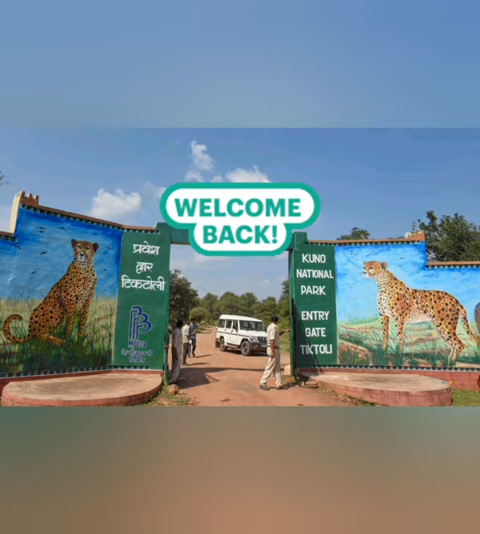 WELCOME
BACK!
प्रवेश
द्वार
टिकटोली
KUNO
NATIONAL
PARK
ENTRY
GATE
TIKTOLI